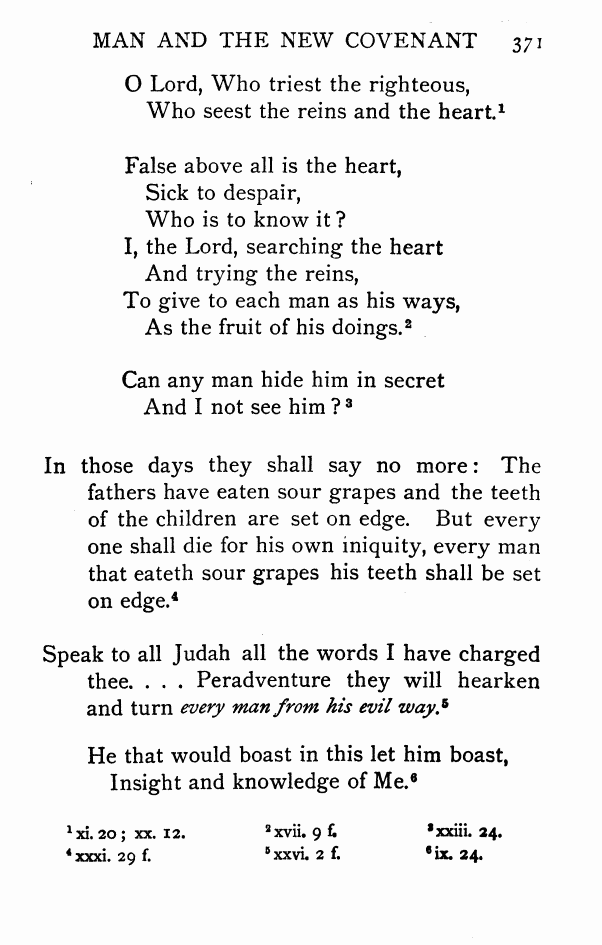 MAN AND THE NEW COVENANT 371
O Lord, Who triest the righteous,
Who seest the reins and the heart.¹
False above all is the heart,
Sick to despair,
Who is to know it?
I, the Lord, searching the heart
And trying the reins,
To give to each man as his ways,
As the fruit of his doings.²
Can any man hide him in secret
And I not see him?³
In those days they shall say no more: The
fathers have eaten sour grapes and the teeth
of the children are set on edge. But every
one shall die for his own iniquity, every man
that eateth sour grapes his teeth shall be set
on edge.⁴
Speak to all Judah all the words I have charged
thee. . . . Peradventure they will hearken
and turn every man from his evil way.⁵
He that would boast in this let him boast,
Insight and knowledge of Me.⁶
¹ xi. 20; xx. 12. ² xvii. 9 f. ³ xxiii. 24.
⁴ xxxi. 29 f. ⁵ xxvi. 2 f. ⁶ ix. 24.